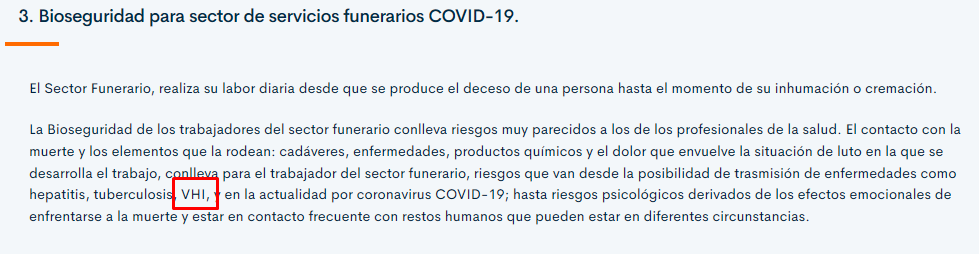 3. Bioseguridad para sector de servicios funerarios COVID-19.
El Sector Funerario, realiza su labor diaria desde que se produce el deceso de una persona hasta el momento de su inhumación o cremación.
La Bioseguridad de los trabajadores del sector funerario conlleva riesgos muy parecidos a los de los profesionales de la salud. El contacto con la
muerte y los elementos que la rodean: cadáveres, enfermedades, productos químicos y el dolor que envuelve la situación de luto en la que se
desarrolla el trabajo, conlleva para el trabajador del sector funerario, riesgos que van desde la posibilidad de trasmisión de enfermedades como
hepatitis, tuberculosis, VHI, y en la actualidad por coronavirus COVID-19; hasta riesgos psicológicos derivados de los efectos emocionales de
enfrentarse a la muerte y estar en contacto frecuente con restos humanos que pueden estar en diferentes circunstancias.